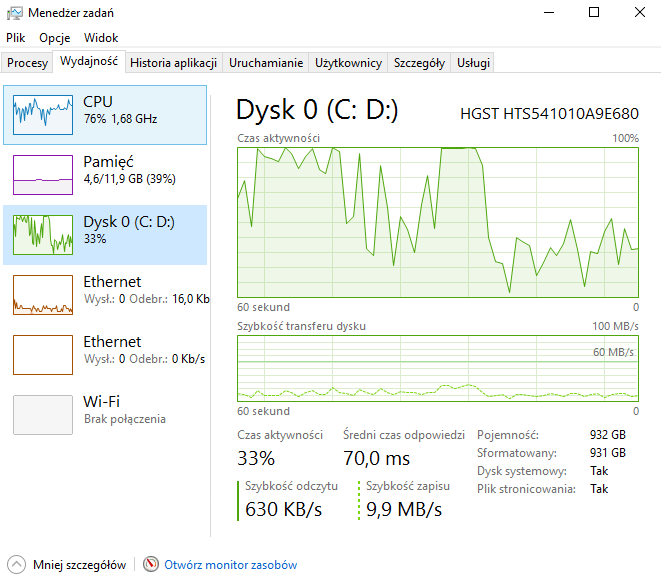 Menedżer zadań
Plik Opcje Widok
Procesy Wydajność Historia aplikacji Uruchamianie Użytkownicy Szczegóły Usługi
CPU
76% 1,68 GHz
Pamięć
4,6/11,9 GB (39%)
Dysk 0 (C: D:)
33%
Ethernet
Wysł.: 0 Odebr.: 16,0 Kb
Ethernet
Wysł.: 0 Odebr.: 0 Kb/s
Wi-Fi
Brak połączenia
Dysk 0 (C: D:) HGST HTS541010A9E680
Czas aktywności 100%
60 sekund 0
Szybkość transferu dysku 100 MB/s
60 MB/s
60 sekund 0
Czas aktywności
33%
Średni czas odpowiedzi
70,0 ms
Szybkość odczytu
630 KB/s
Szybkość zapisu
9,9 MB/s
Pojemność: 932 GB
Sformatowany: 931 GB
Dysk systemowy: Tak
Plik stronicowania: Tak
Mniej szczegółów Otwórz monitor zasobów